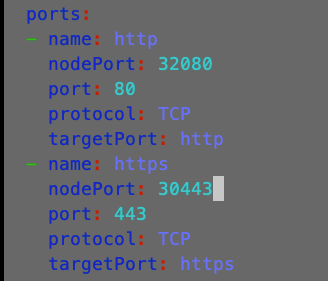 ports:
- name: http
  nodePort: 32080
  port: 80
  protocol: TCP
  targetPort: http
- name: https
  nodePort: 30443
  port: 443
  protocol: TCP
  targetPort: https